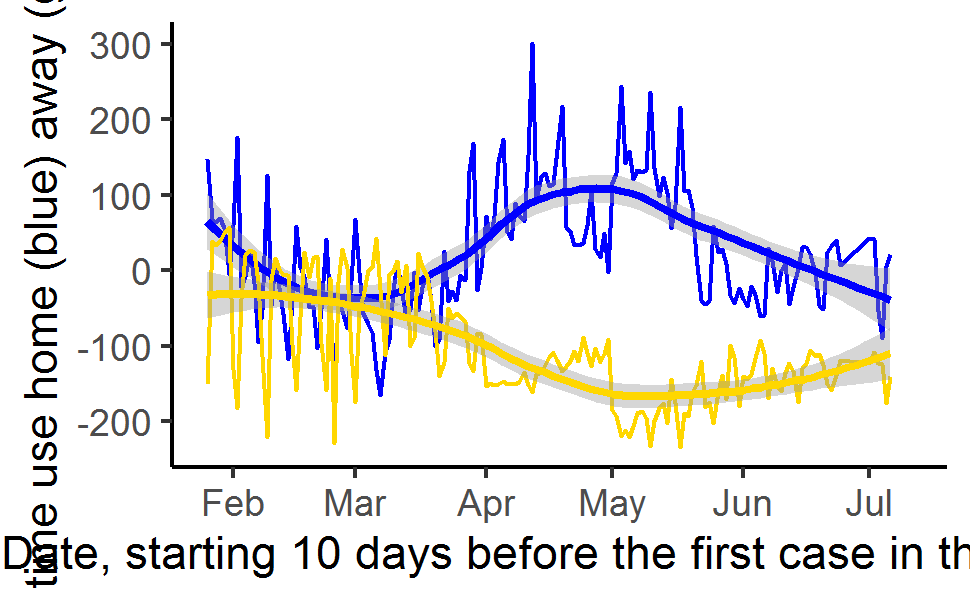 time use home (blue) away (
300
200
100
0
-100
-200
Feb Mar Apr May Jun Jul
Date, starting 10 days before the first case in th